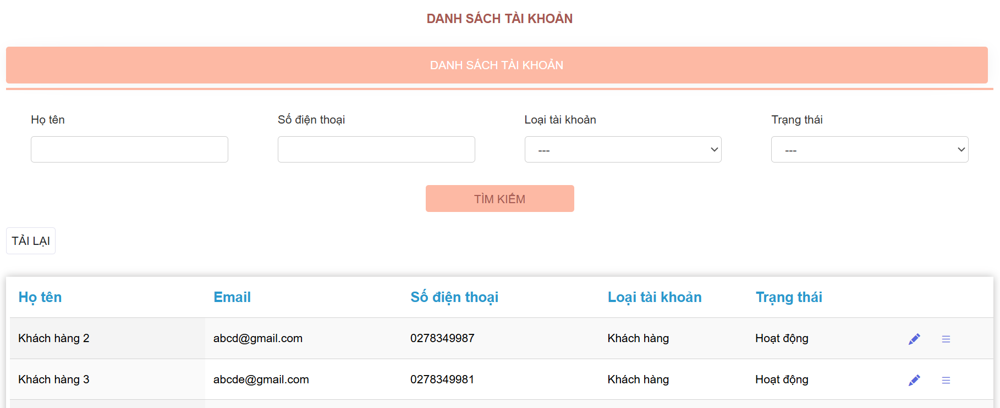 DANH SÁCH TÀI KHOẢN
DANH SÁCH TÀI KHOẢN
Họ tên Số điện thoại Loại tài khoản Trạng thái
--- ---
TÌM KIẾM
TẢI LẠI
Họ tên Email Số điện thoại Loại tài khoản Trạng thái
Khách hàng 2 abcd@gmail.com 0278349987 Khách hàng Hoạt động
Khách hàng 3 abcde@gmail.com 0278349981 Khách hàng Hoạt động